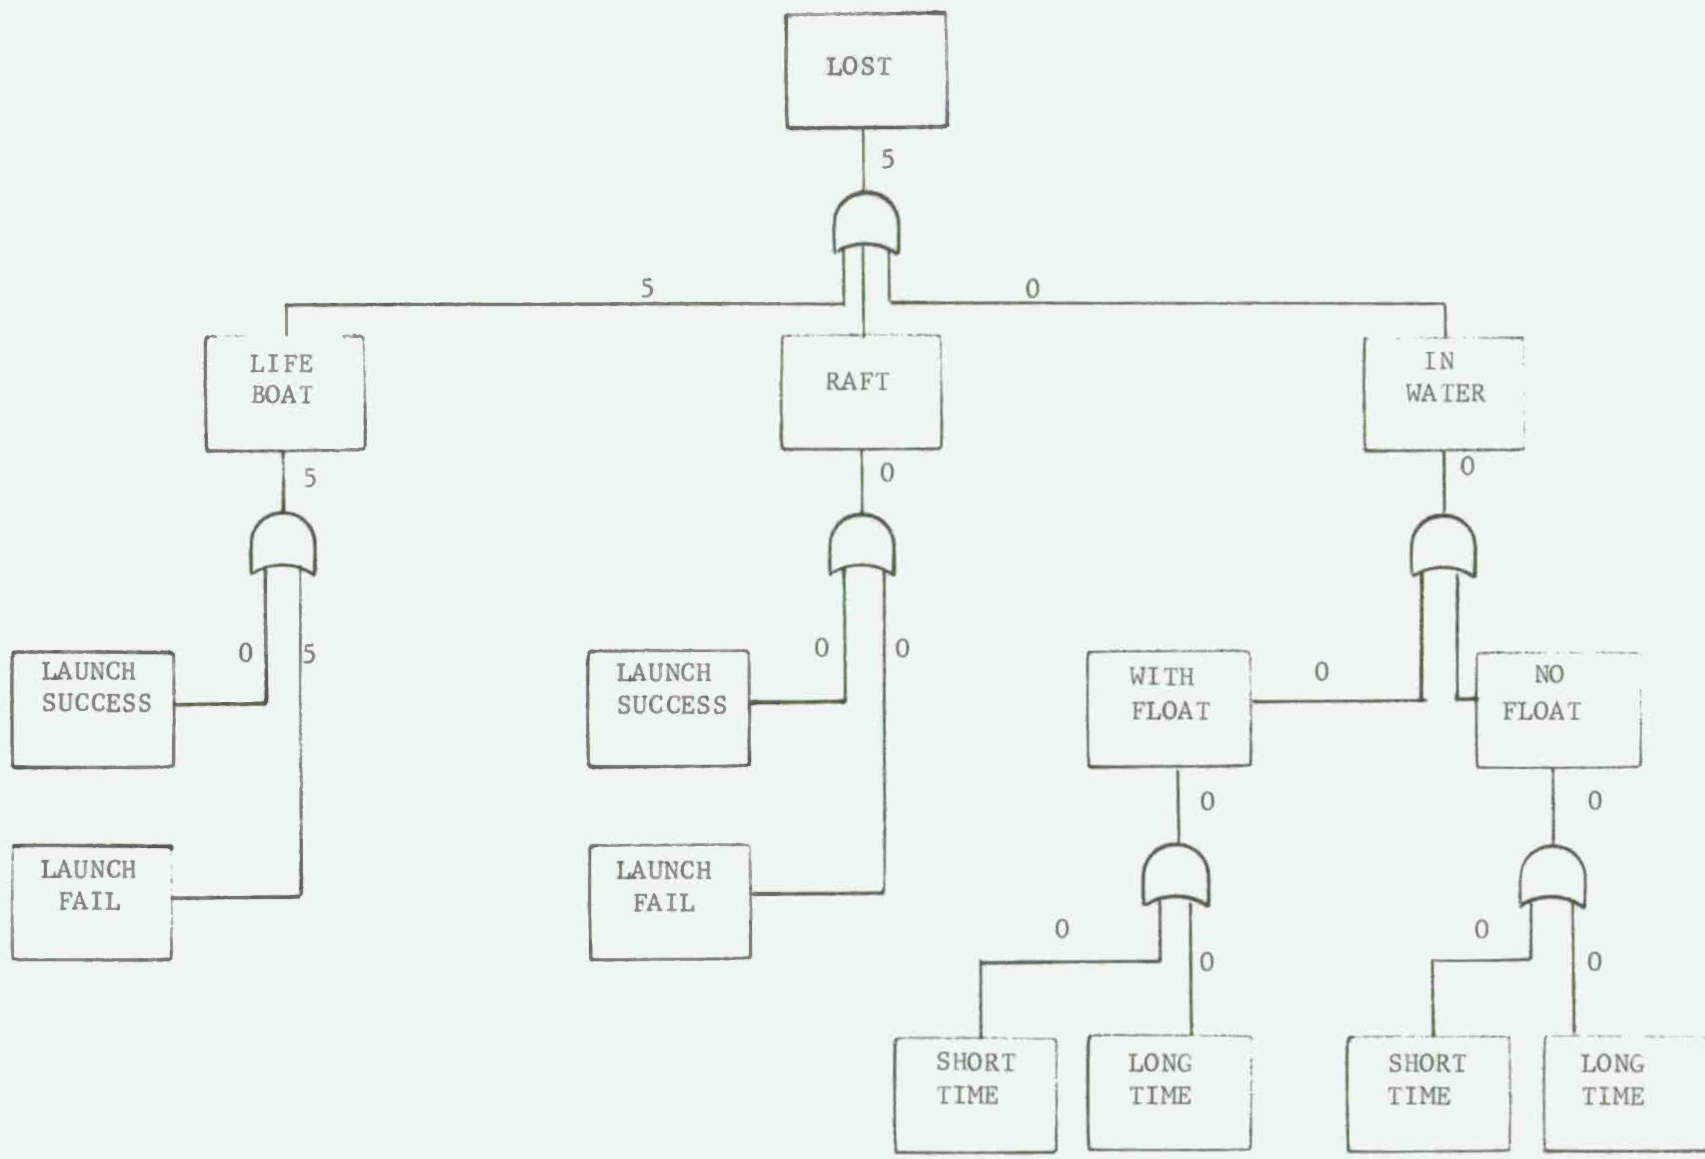 LOST
5
5
0
LIFE
BOAT
RAFT
IN
WATER
5
0
0
0
5
0
0
LAUNCH
SUCCESS
LAUNCH
SUCCESS
WITH
FLOAT
0
NO
FLOAT
0
0
LAUNCH
FAIL
LAUNCH
FAIL
0
0
0
0
SHORT
TIME
LONG
TIME
SHORT
TIME
LONG
TIME